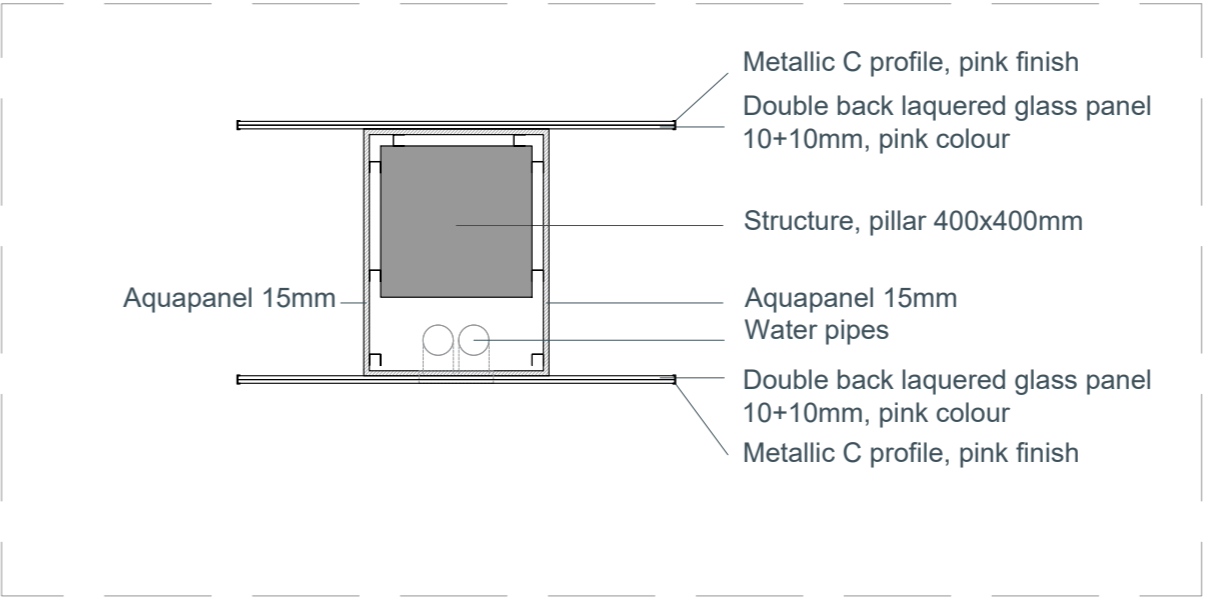 Metallic C profile, pink finish
Double back laquered glass panel
10+10mm, pink colour
Structure, pillar 400x400mm
Aquapanel 15mm
Aquapanel 15mm
Water pipes
Double back laquered glass panel
10+10mm, pink colour
Metallic C profile, pink finish